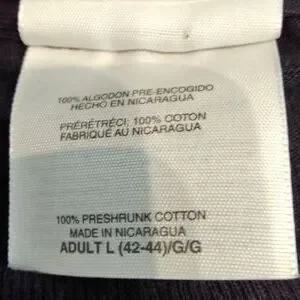 100% ALGODON PRE-ENCOGIDO
HECHO EN NICARAGUA
PRÉRÉTRÉCI; 100% COTON
FABRIQUÉ AU NICARAGUA
100% PRESHRUNK COTTON
MADE IN NICARAGUA
ADULT L (42-44)/G/G